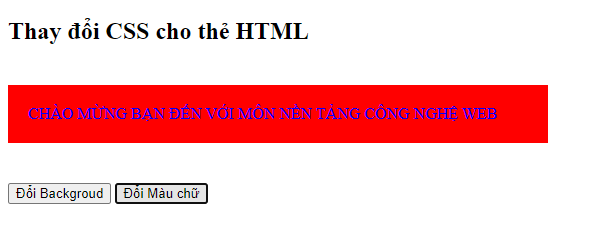 Thay đổi CSS cho thẻ HTML
CHÀO MỪNG BẠN ĐẾN VỚI MÔN NỀN TẢNG CÔNG NGHỆ WEB
Đổi Backgroud
Đổi Màu chữ